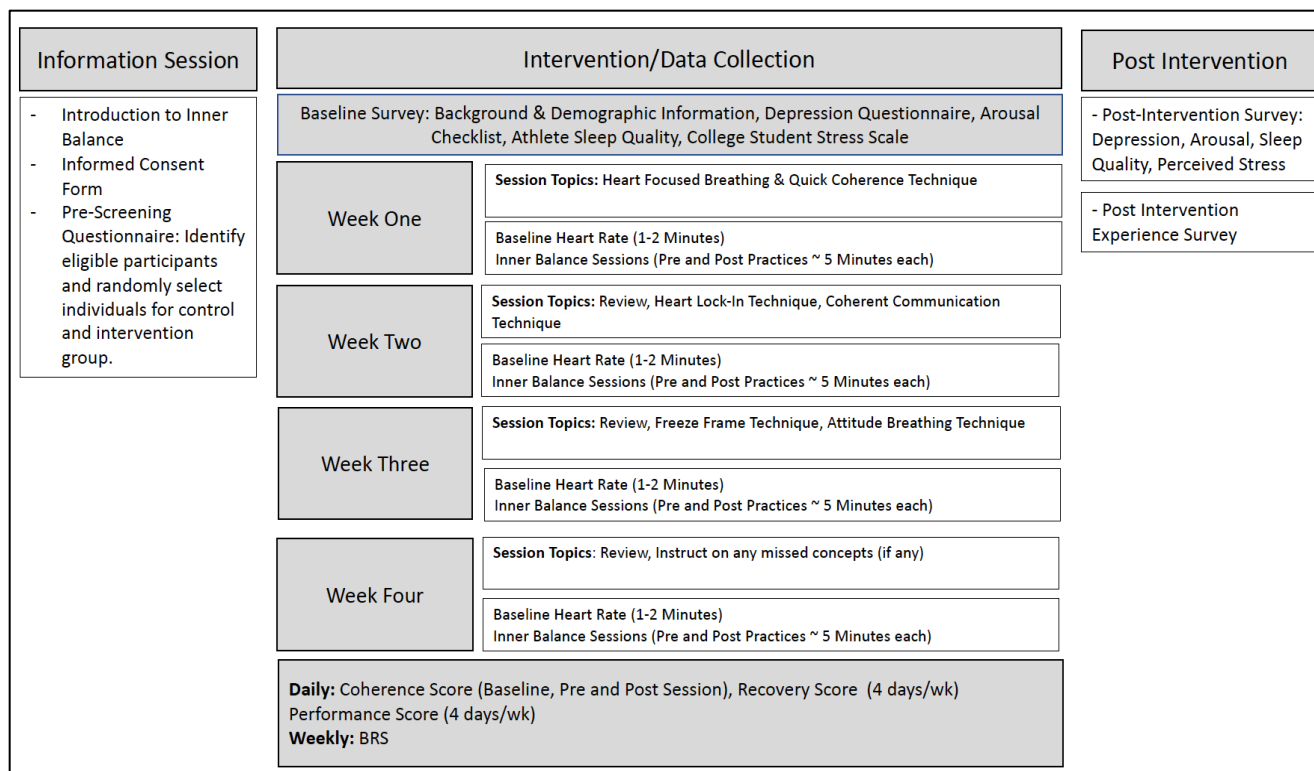 Information Session
- Introduction to Inner
Balance
- Informed Consent
Form
- Pre-Screening
Questionnaire: Identify
eligible participants
and randomly select
individuals for control
and intervention
group.
Intervention/Data Collection
Baseline Survey: Background & Demographic Information, Depression Questionnaire, Arousal
Checklist, Athlete Sleep Quality, College Student Stress Scale
Week One
Session Topics: Heart Focused Breathing & Quick Coherence Technique
Baseline Heart Rate (1-2 Minutes)
Inner Balance Sessions (Pre and Post Practices ~ 5 Minutes each)
Week Two
Session Topics: Review, Heart Lock-In Technique, Coherent Communication
Technique
Baseline Heart Rate (1-2 Minutes)
Inner Balance Sessions (Pre and Post Practices ~ 5 Minutes each)
Week Three
Session Topics: Review, Freeze Frame Technique, Attitude Breathing Technique
Baseline Heart Rate (1-2 Minutes)
Inner Balance Sessions (Pre and Post Practices ~ 5 Minutes each)
Week Four
Session Topics: Review, Instruct on any missed concepts (if any)
Baseline Heart Rate (1-2 Minutes)
Inner Balance Sessions (Pre and Post Practices ~ 5 Minutes each)
Daily: Coherence Score (Baseline, Pre and Post Session), Recovery Score (4 days/wk)
Performance Score (4 days/wk)
Weekly: BRS
Post Intervention
- Post-Intervention Survey:
Depression, Arousal, Sleep
Quality, Perceived Stress
- Post Intervention
Experience Survey